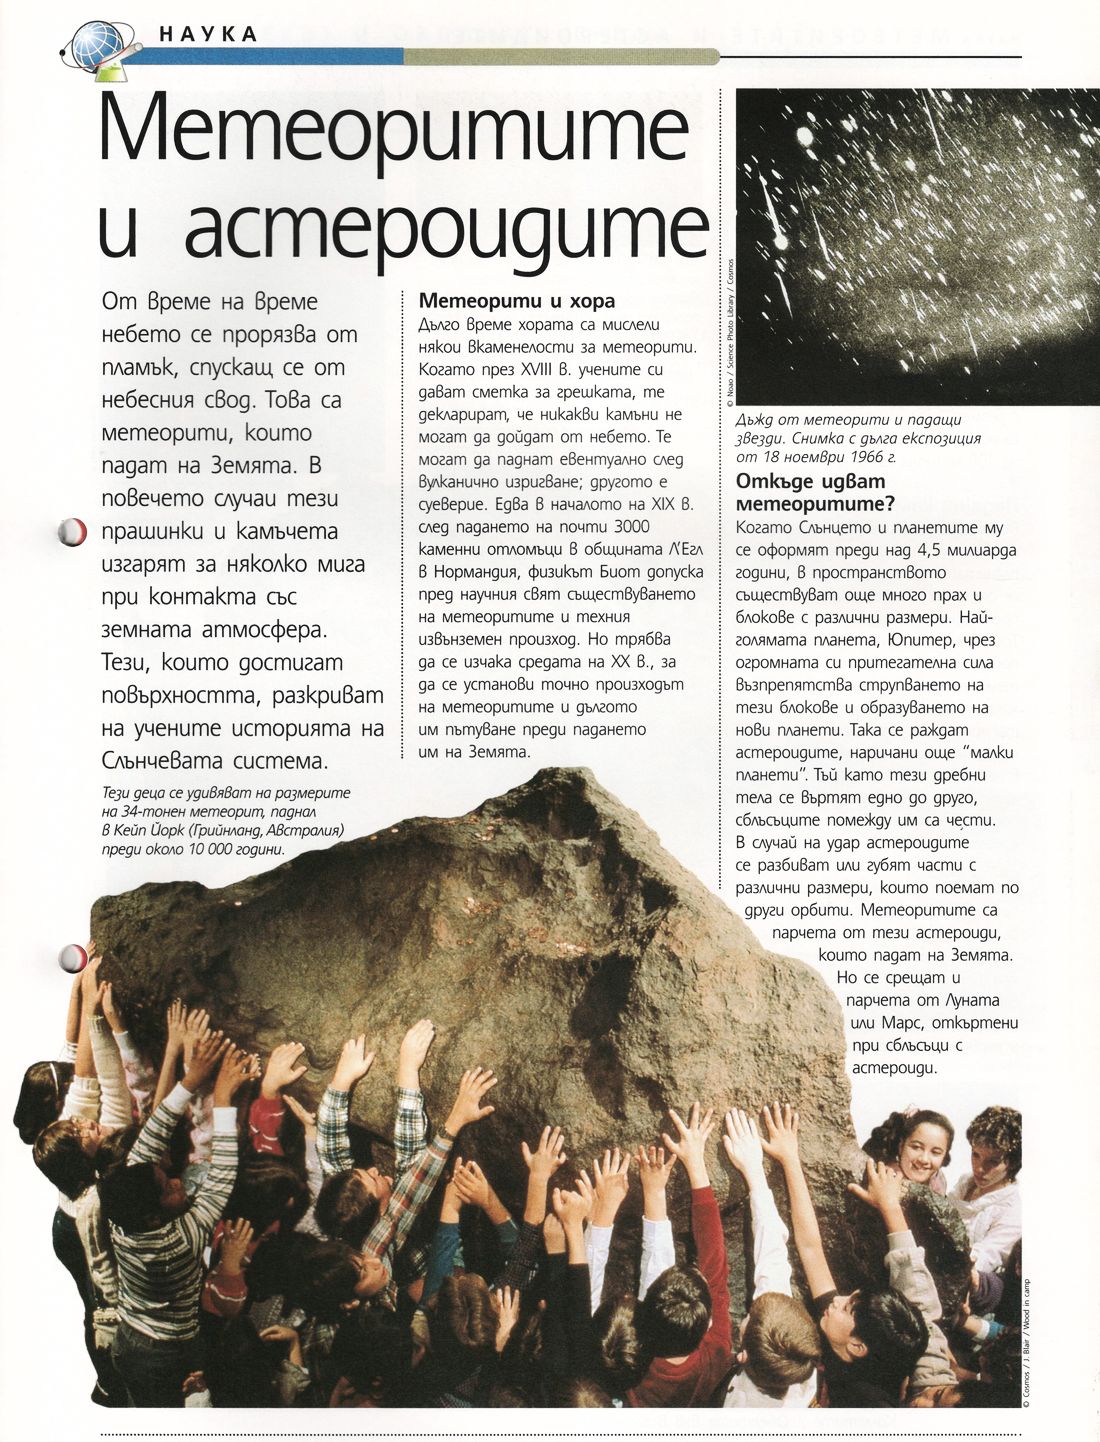 НАУКА
Метеоритите
и астероидите
От време на време
небето се прорязва от
пламък, спускащ се от
небесния свод. Това са
метеорити, които
падат на Земята. В
повечето случаи тези
прашинки и камъчета
изгарят за няколко мига
при контакта със
земната атмосфера.
Тези, които достигат
повърхността, разкриват
на учените историята на
Слънчевата система.
Тези деца се удивяват на размерите
на 34-тонен метеорит, паднал
в Кейп Йорк (Грийнланд, Австралия)
преди около 10 000 години.
Метеорити и хора
Дълго време хората са мислели
някои вкаменелости за метеорити.
Когато през XVIII в. учените си
дават сметка за грешката, те
декларират, че никакви камъни не
могат да дойдат от небето. Те
могат да паднат евентуално след
вулканично изригване; другото е
суеверие. Едва в началото на XIX в.
след падането на почти 3000
каменни отломъци в общината Л'Егл
в Нормандия, физикът Биот допуска
пред научния свят съществуването
на метеоритите и техния
извънземен произход. Но трябва
да се изчака средата на XX в., за
да се установи точно произходът
на метеоритите и дългото
им пътуване преди падането
им на Земята.
© Noao / Science Photo Library / Cosmos
Дъжд от метеорити и падащи
звезди. Снимка с дълга експозиция
от 18 ноември 1966 г.
Откъде идват
метеоритите?
Когато Слънцето и планетите му
се оформят преди над 4,5 милиарда
години, в пространството
съществуват още много прах и
блокове с различни размери. Най-
голямата планета, Юпитер, чрез
огромната си притегателна сила
възпрепятства струпването на
тези блокове и образуването на
нови планети. Така се раждат
астероидите, наричани още “малки
планети”. Тъй като тези дребни
тела се въртят едно до друго,
сблъсъците помежду им са чести.
В случай на удар астероидите
се разбиват или губят части с
различни размери, които поемат по
други орбити. Метеоритите са
парчета от тези астероиди,
които падат на Земята.
Но се срещат и
парчета от Луната
или Марс, откъртени
при сблъсъци с
астероиди.
© Cosmos / J. Blair / Wood in camp